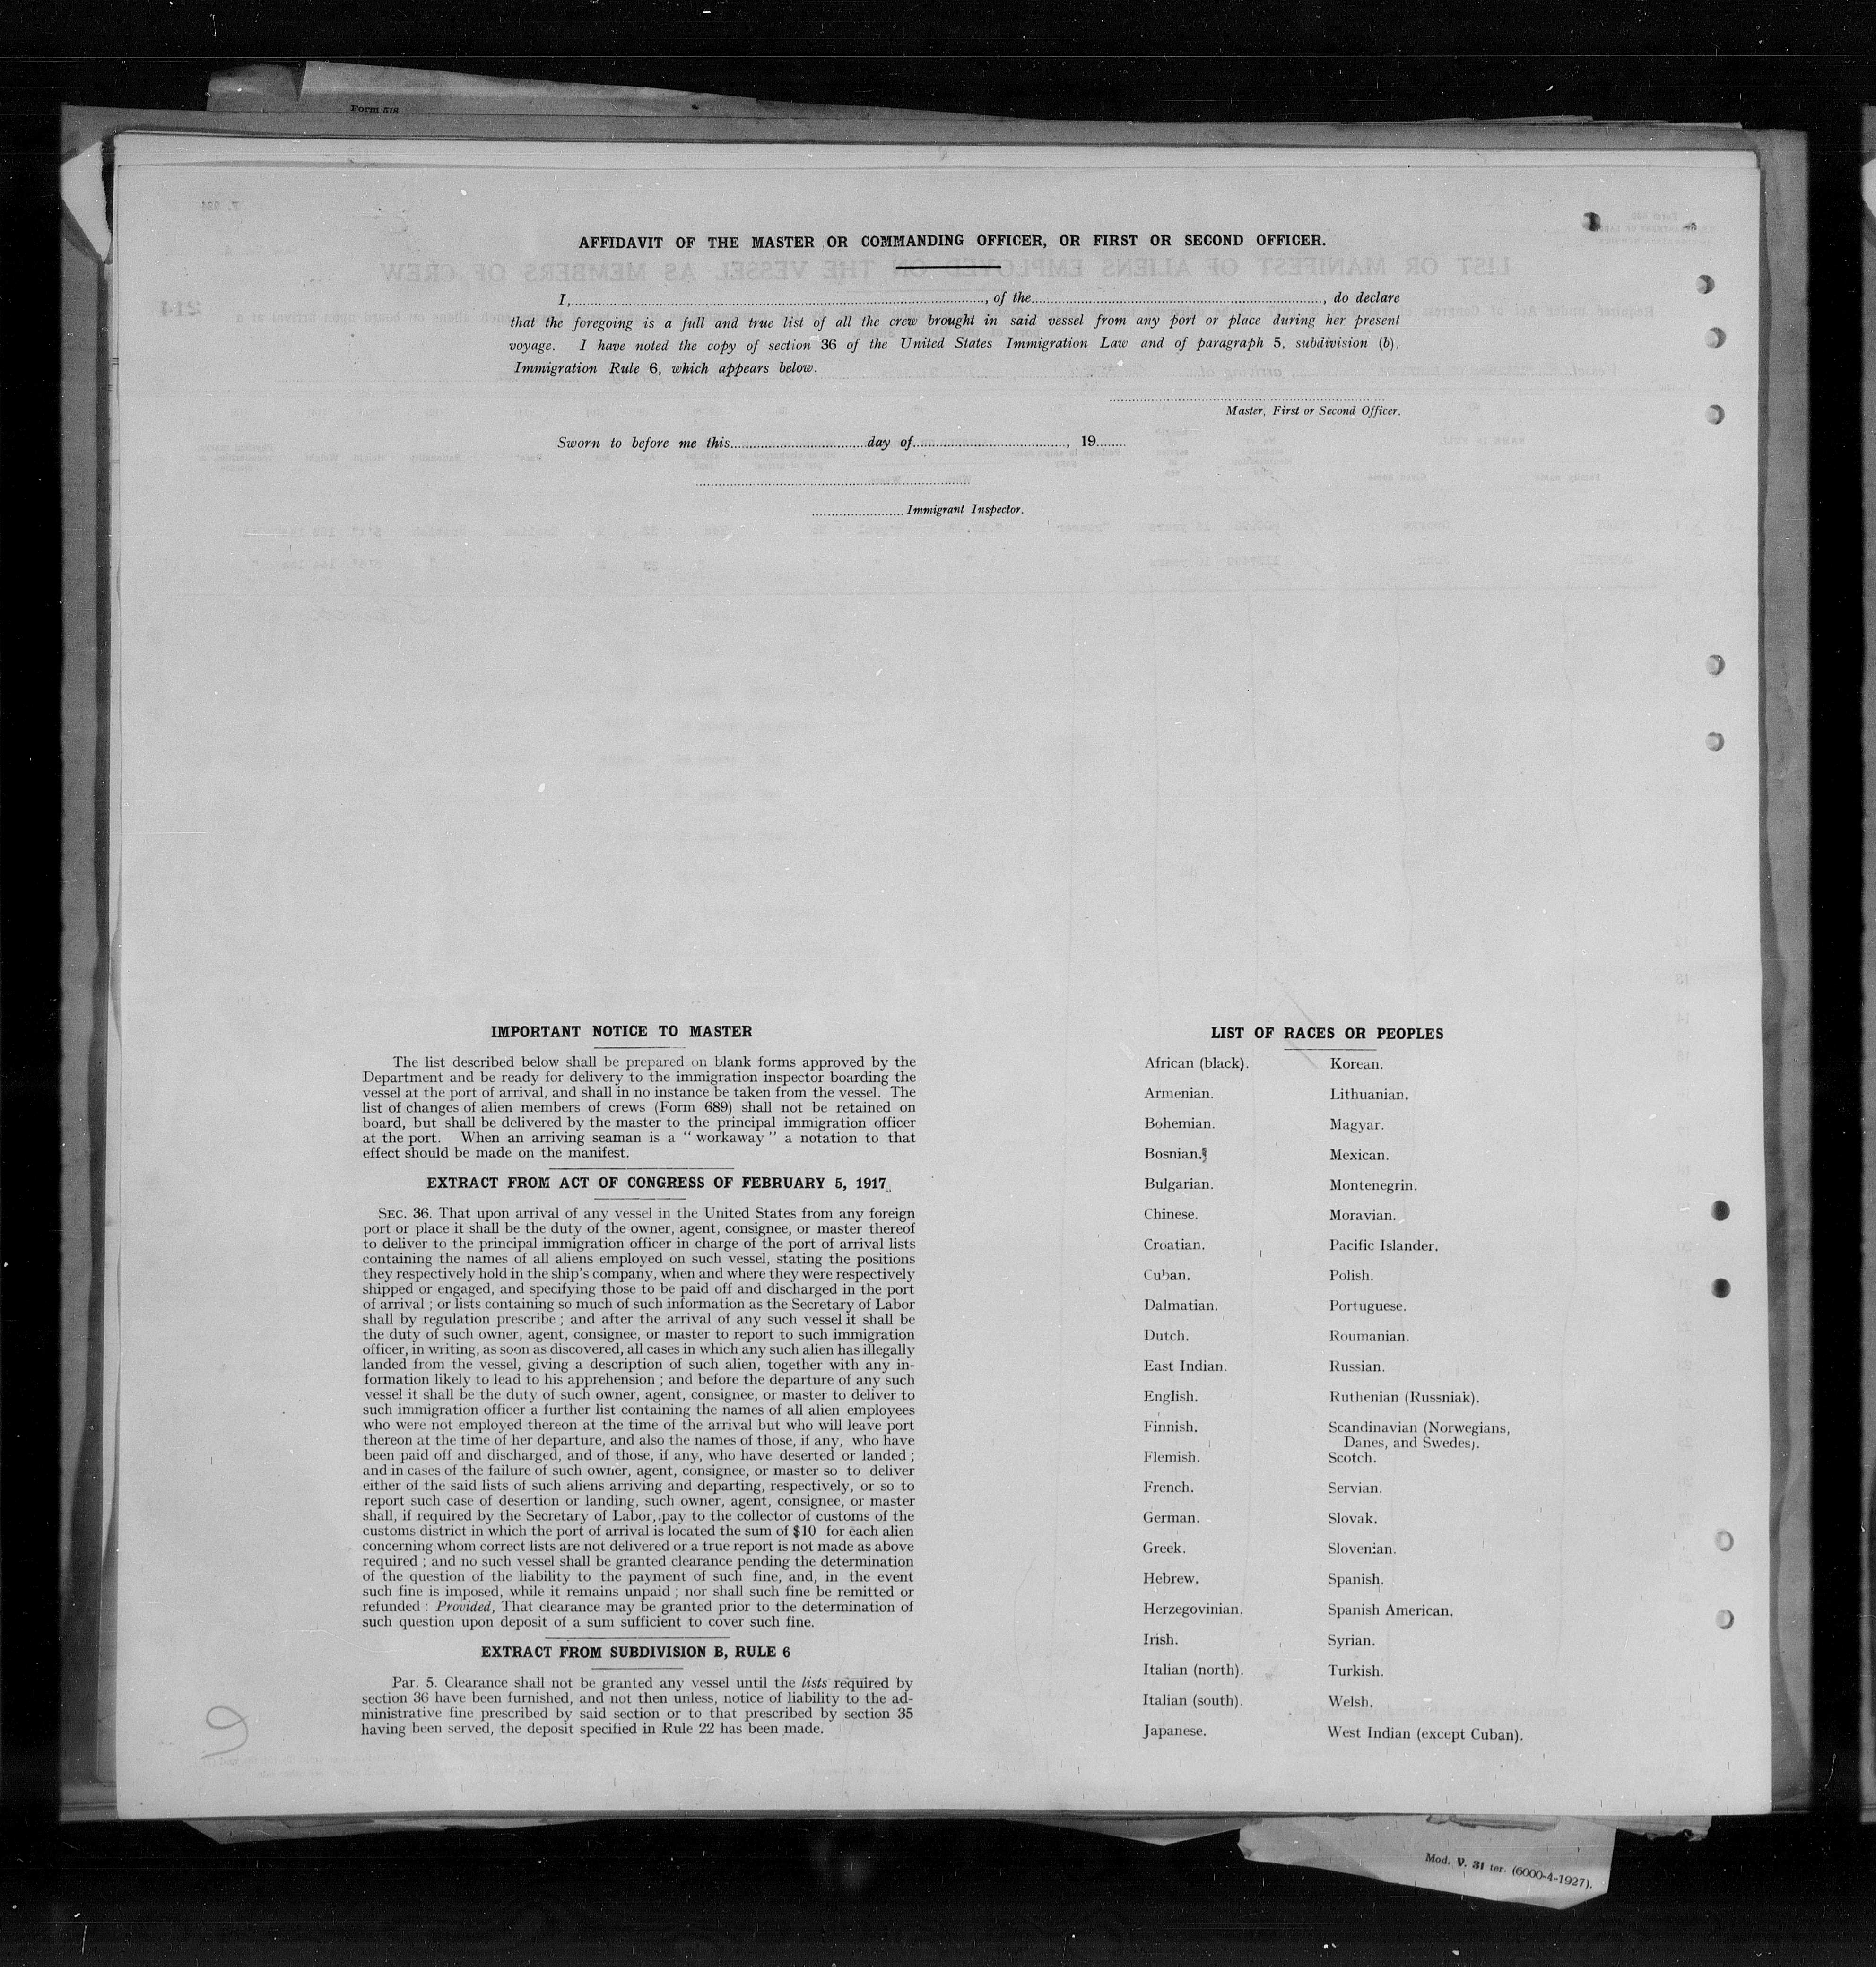 Form 518
AFFIDAVIT OF THE MASTER OR COMMANDING OFFICER, OR FIRST OR SECOND OFFICER.
I,........................................, of the........................................, do declare
that the foregoing is a full and true list of all the crew brought in said vessel from any port or place during her present
voyage. I have noted the copy of section 36 of the United States Immigration Law and of paragraph 5, subdivision (b),
Immigration Rule 6, which appears below.
Master, First or Second Officer.
Sworn to before me this....................day of...................., 19.......
....................Immigrant Inspector.
IMPORTANT NOTICE TO MASTER
The list described below shall be prepared on blank forms approved by the
Department and be ready for delivery to the immigration inspector boarding the
vessel at the port of arrival, and shall in no instance be taken from the vessel. The
list of changes of alien members of crews (Form 689) shall not be retained on
board, but shall be delivered by the master to the principal immigration officer
at the port. When an arriving seaman is a "workaway" a notation to that
effect should be made on the manifest.
EXTRACT FROM ACT OF CONGRESS OF FEBRUARY 5, 1917
SEC. 36. That upon arrival of any vessel in the United States from any foreign
port or place it shall be the duty of the owner, agent, consignee, or master thereof
to deliver to the principal immigration officer in charge of the port of arrival lists
containing the names of all aliens employed on such vessel, stating the positions
they respectively hold in the ship's company, when and where they were respectively
shipped or engaged, and specifying those to be paid off and discharged in the port
of arrival ; or lists containing so much of such information as the Secretary of Labor
shall by regulation prescribe ; and after the arrival of any such vessel it shall be
the duty of such owner, agent, consignee, or master to report to such immigration
officer, in writing, as soon as discovered, all cases in which any such alien has illegally
landed from the vessel, giving a description of such alien, together with any in-
formation likely to lead to his apprehension ; and before the departure of any such
vessel it shall be the duty of such owner, agent, consignee, or master to deliver to
such immigration officer a further list containing the names of all alien employees
who were not employed thereon at the time of the arrival but who will leave port
thereon at the time of her departure, and also the names of those, if any, who have
been paid off and discharged, and of those, if any, who have deserted or landed ;
and in cases of the failure of such owner, agent, consignee, or master so to deliver
either of the said lists of such aliens arriving and departing, respectively, or so to
report such case of desertion or landing, such owner, agent, consignee, or master
shall, if required by the Secretary of Labor, pay to the collector of customs of the
customs district in which the port of arrival is located the sum of $10 for each alien
concerning whom correct lists are not delivered or a true report is not made as above
required ; and no such vessel shall be granted clearance pending the determination
of the question of the liability to the payment of such fine, and, in the event
such fine is imposed, while it remains unpaid ; nor shall such fine be remitted or
refunded : Provided, That clearance may be granted prior to the determination of
such question upon deposit of a sum sufficient to cover such fine.
EXTRACT FROM SUBDIVISION B, RULE 6
Par. 5. Clearance shall not be granted any vessel until the lists required by
section 36 have been furnished, and not then unless, notice of liability to the ad-
ministrative fine prescribed by said section or to that prescribed by section 35
having been served, the deposit specified in Rule 22 has been made.
LIST OF RACES OR PEOPLES
African (black).
Armenian.
Bohemian.
Bosnian.
Bulgarian.
Chinese.
Croatian.
Cuban.
Dalmatian.
Dutch.
East Indian.
English.
Finnish.
Flemish.
French.
German.
Greek.
Hebrew.
Herzegovinian.
Irish.
Italian (north).
Italian (south).
Japanese.
Korean.
Lithuanian.
Magyar.
Mexican.
Montenegrin.
Moravian.
Pacific Islander.
Polish.
Portuguese.
Roumanian.
Russian.
Ruthenian (Russniak).
Scandinavian (Norwegians,
Danes, and Swedes).
Scotch.
Servian.
Slovak.
Slovenian.
Spanish.
Spanish American.
Syrian.
Turkish.
Welsh.
West Indian (except Cuban).
Mod. V. 31 ter. (6000-4-1927).